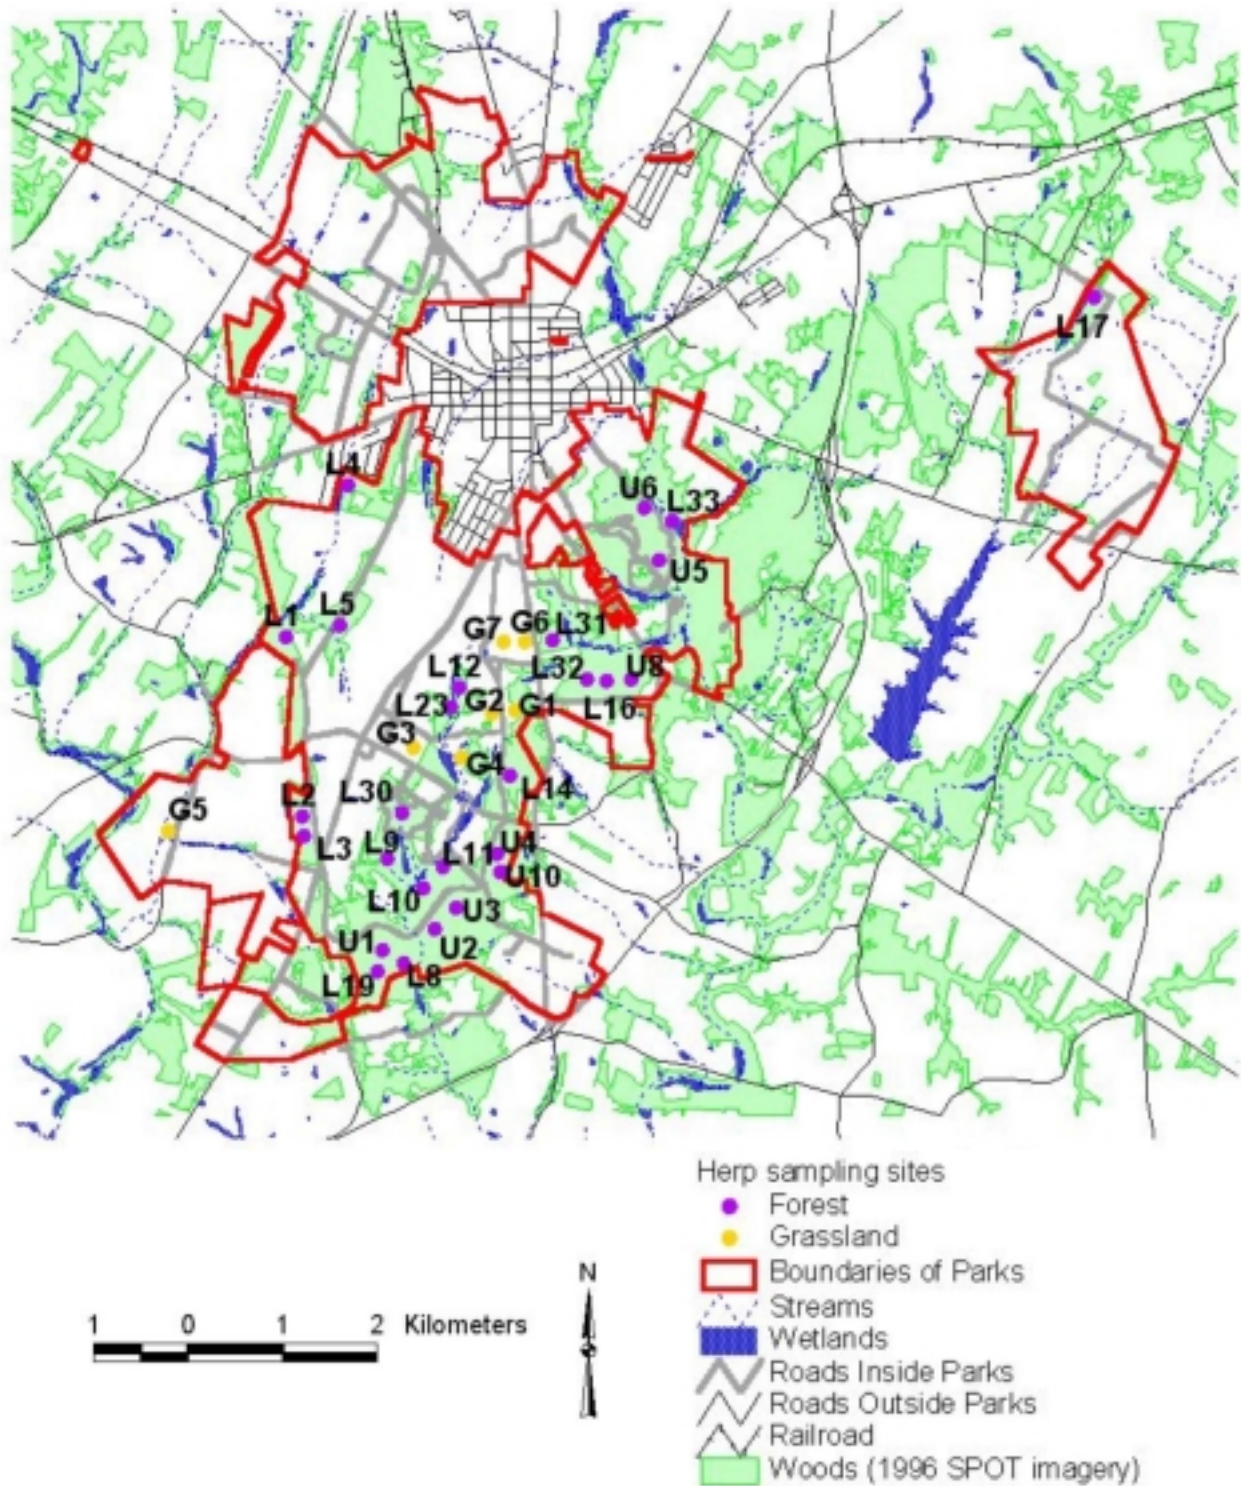 L17
L4
U6
L33
U5
L1
L5
G7
G6
L31
L12
L32
U8
L23
G2
G1
L16
G3
G4
L14
L2
L30
G5
L3
L9
L11
U4
U10
L10
U3
U1
U2
L19
L8
Herp sampling sites
Forest
Grassland
Boundaries of Parks
Streams
Wetlands
Roads Inside Parks
Roads Outside Parks
Railroad
Woods (1996 SPOT imagery)
N
1 0 1 2 Kilometers